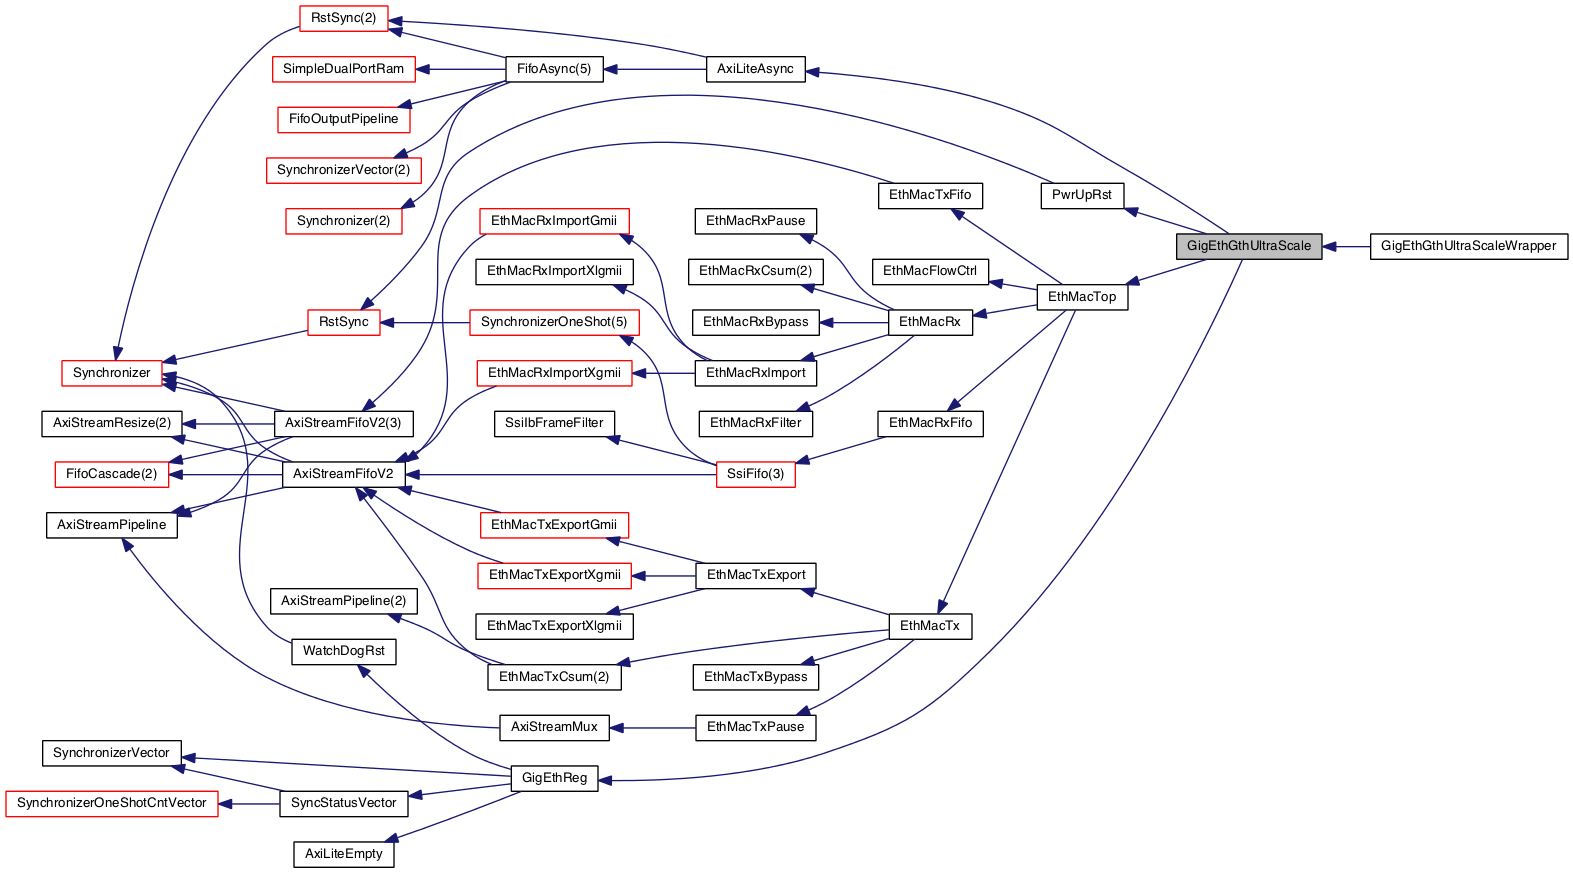 RstSync(2)
SimpleDualPortRam
FifoAsync(5)
AxiLiteAsync
FifoOutputPipeline
SynchronizerVector(2)
EthMacTxFifo
PwrUpRst
Synchronizer(2)
EthMacRxImportGmii
EthMacRxPause
GigEthGthUltraScale
GigEthGthUltraScaleWrapper
EthMacRxImportXlgmii
EthMacRxCsum(2)
EthMacFlowCtrl
EthMacTop
RstSync
SynchronizerOneShot(5)
EthMacRxBypass
EthMacRx
Synchronizer
EthMacRxImportXgmii
EthMacRxImport
AxiStreamResize(2)
AxiStreamFifoV2(3)
SsiIbFrameFilter
EthMacRxFilter
EthMacRxFifo
FifoCascade(2)
AxiStreamFifoV2
SsiFifo(3)
AxiStreamPipeline
EthMacTxExportGmii
EthMacTxExportXgmii
EthMacTxExport
AxiStreamPipeline(2)
EthMacTxExportXlgmii
EthMacTx
WatchDogRst
EthMacTxCsum(2)
EthMacTxBypass
AxiStreamMux
EthMacTxPause
SynchronizerVector
GigEthReg
SynchronizerOneShotCntVector
SyncStatusVector
AxiLiteEmpty